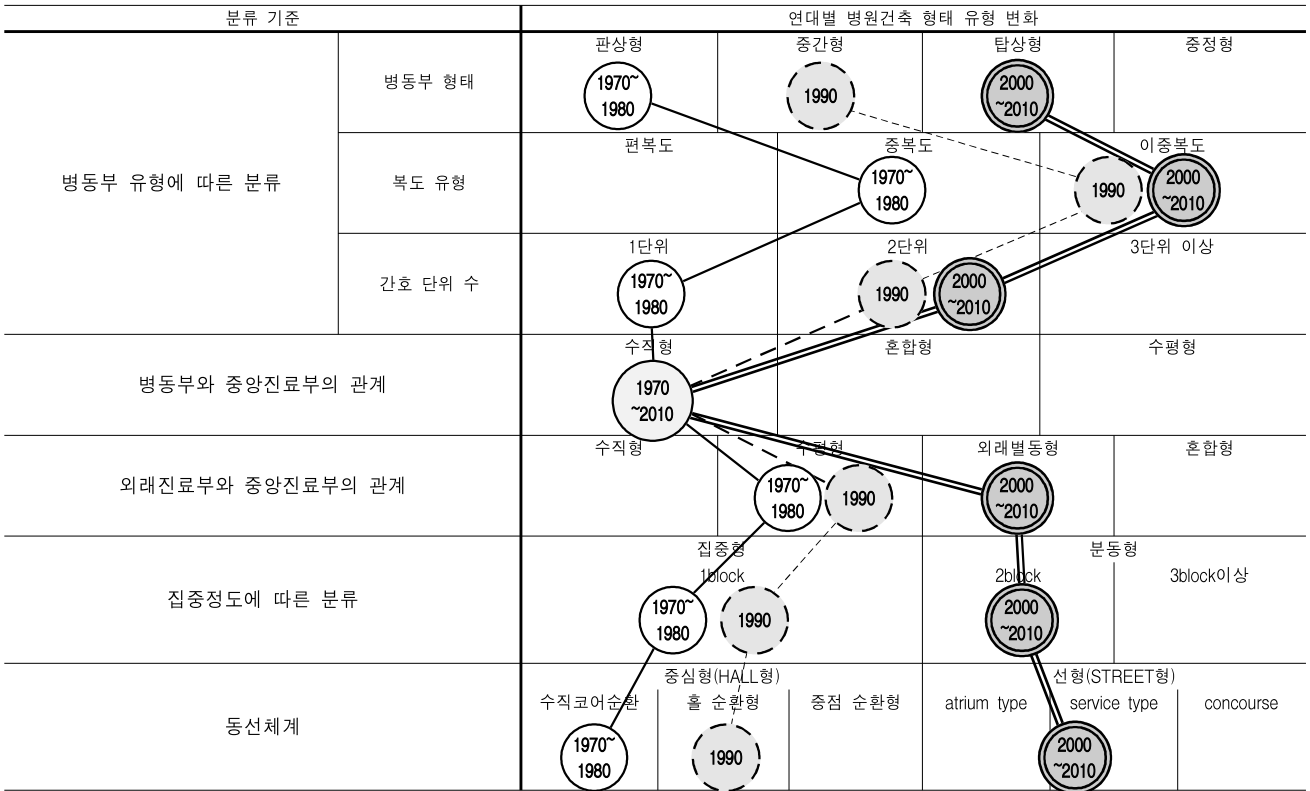 분류 기준
연대별 병원건축 형태 유형 변화
병동부 유형에 따른 분류
병동부 형태
판상형
중간형
탑상형
중정형
1970~
1980
1990
2000
~2010
복도 유형
편복도
중복도
이중복도
1970~
1980
1990
2000
~2010
간호 단위 수
1단위
2단위
3단위 이상
1970~
1980
1990
2000
~2010
병동부와 중앙진료부의 관계
수직형
혼합형
수평형
1970
~2010
외래진료부와 중앙진료부의 관계
수직형
수평형
외래별동형
혼합형
1970~
1980
1990
2000
~2010
집중정도에 따른 분류
집중형
분동형
1block
2block
3block이상
1970~
1980
1990
2000
~2010
동선체계
중심형(HALL형)
선형(STREET형)
수직코어순환
홀 순환형
중점 순환형
atrium type
service type
concourse
1970~
1980
1990
2000
~2010